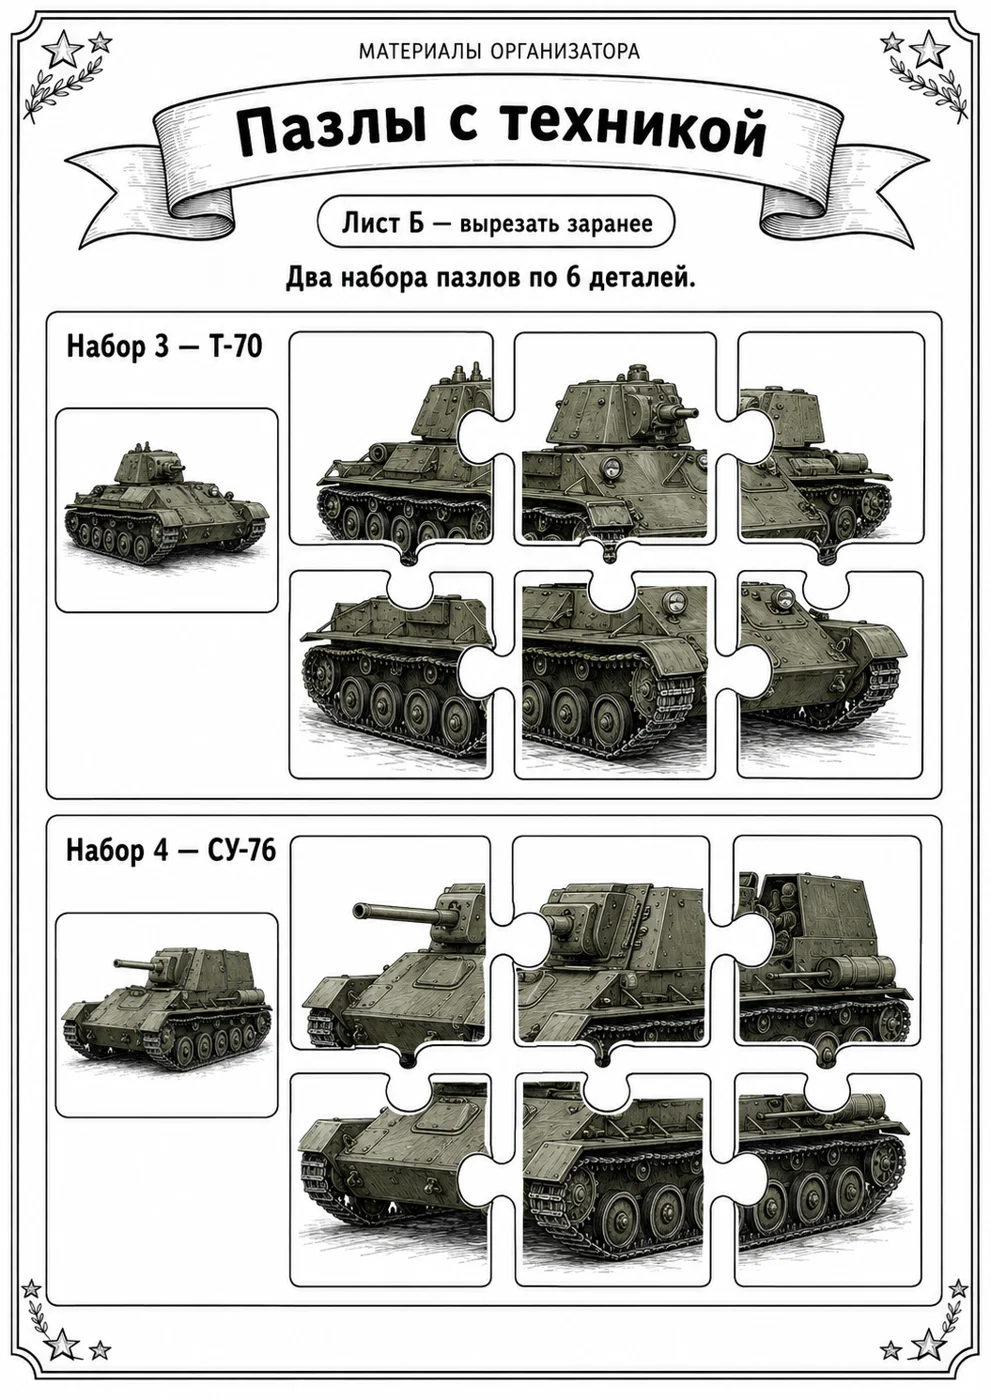 МАТЕРИАЛЫ ОРГАНИЗАТОРА
Пазлы с техникой
Лист Б — вырезать заранее
Два набора пазлов по 6 деталей.
Набор 3 — Т-70
Набор 4 — СУ-76